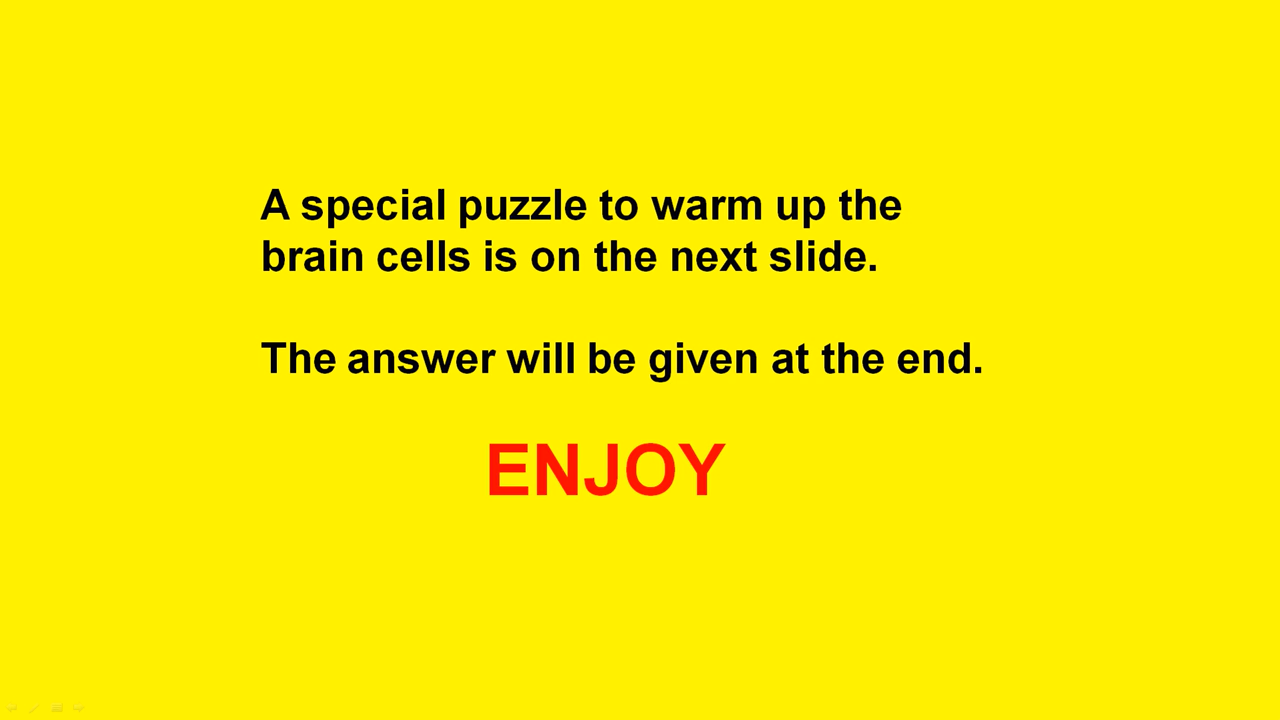 A special puzzle to warm up the
brain cells is on the next slide.
The answer will be given at the end.
ENJOY